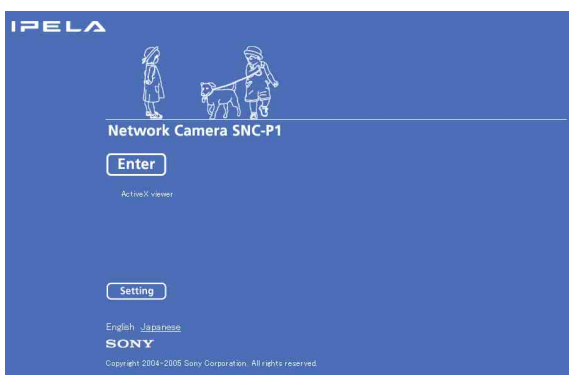 IPELA
Network Camera SNC-P1
Enter
ActiveX viewer
Setting
English Japanese
SONY
Copyright 2004-2005 Sony Corporation. All rights reserved.